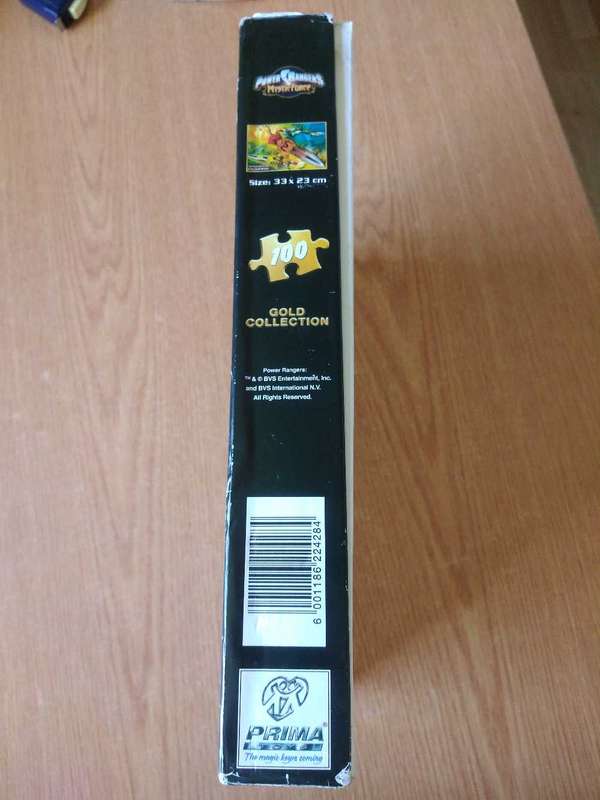 POWER RANGERS
MYSTIC FORCE
Size: 33 x 23 cm
100
GOLD
COLLECTION
Power Rangers:
™ & © BVS Entertainment, Inc.
and BVS International N.V.
All Rights Reserved.
6 001186 224284
PRIMA®
TOYS
The magic keeps coming